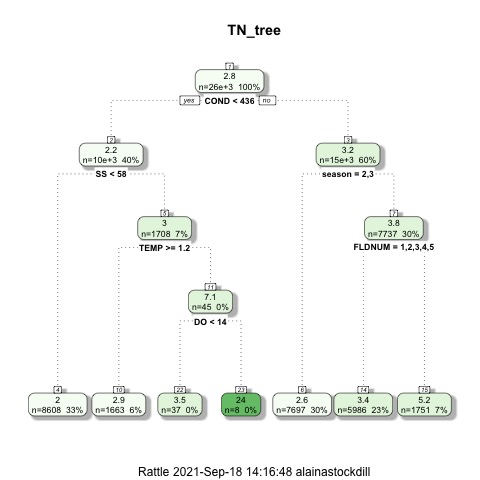 TN_tree
1
2.8
n=26e+3 100%
yes COND < 436 no
2
2.2
n=10e+3 40%
SS < 58
3
3.2
n=15e+3 60%
season = 2,3
5
3
n=1708 7%
TEMP >= 1.2
7
3.8
n=7737 30%
FLDNUM = 1,2,3,4,5
11
7.1
n=45 0%
DO < 14
4
2
n=8608 33%
10
2.9
n=1663 6%
22
3.5
n=37 0%
23
24
n=8 0%
6
2.6
n=7697 30%
14
3.4
n=5986 23%
15
5.2
n=1751 7%
Rattle 2021-Sep-18 14:16:48 alainastockdill